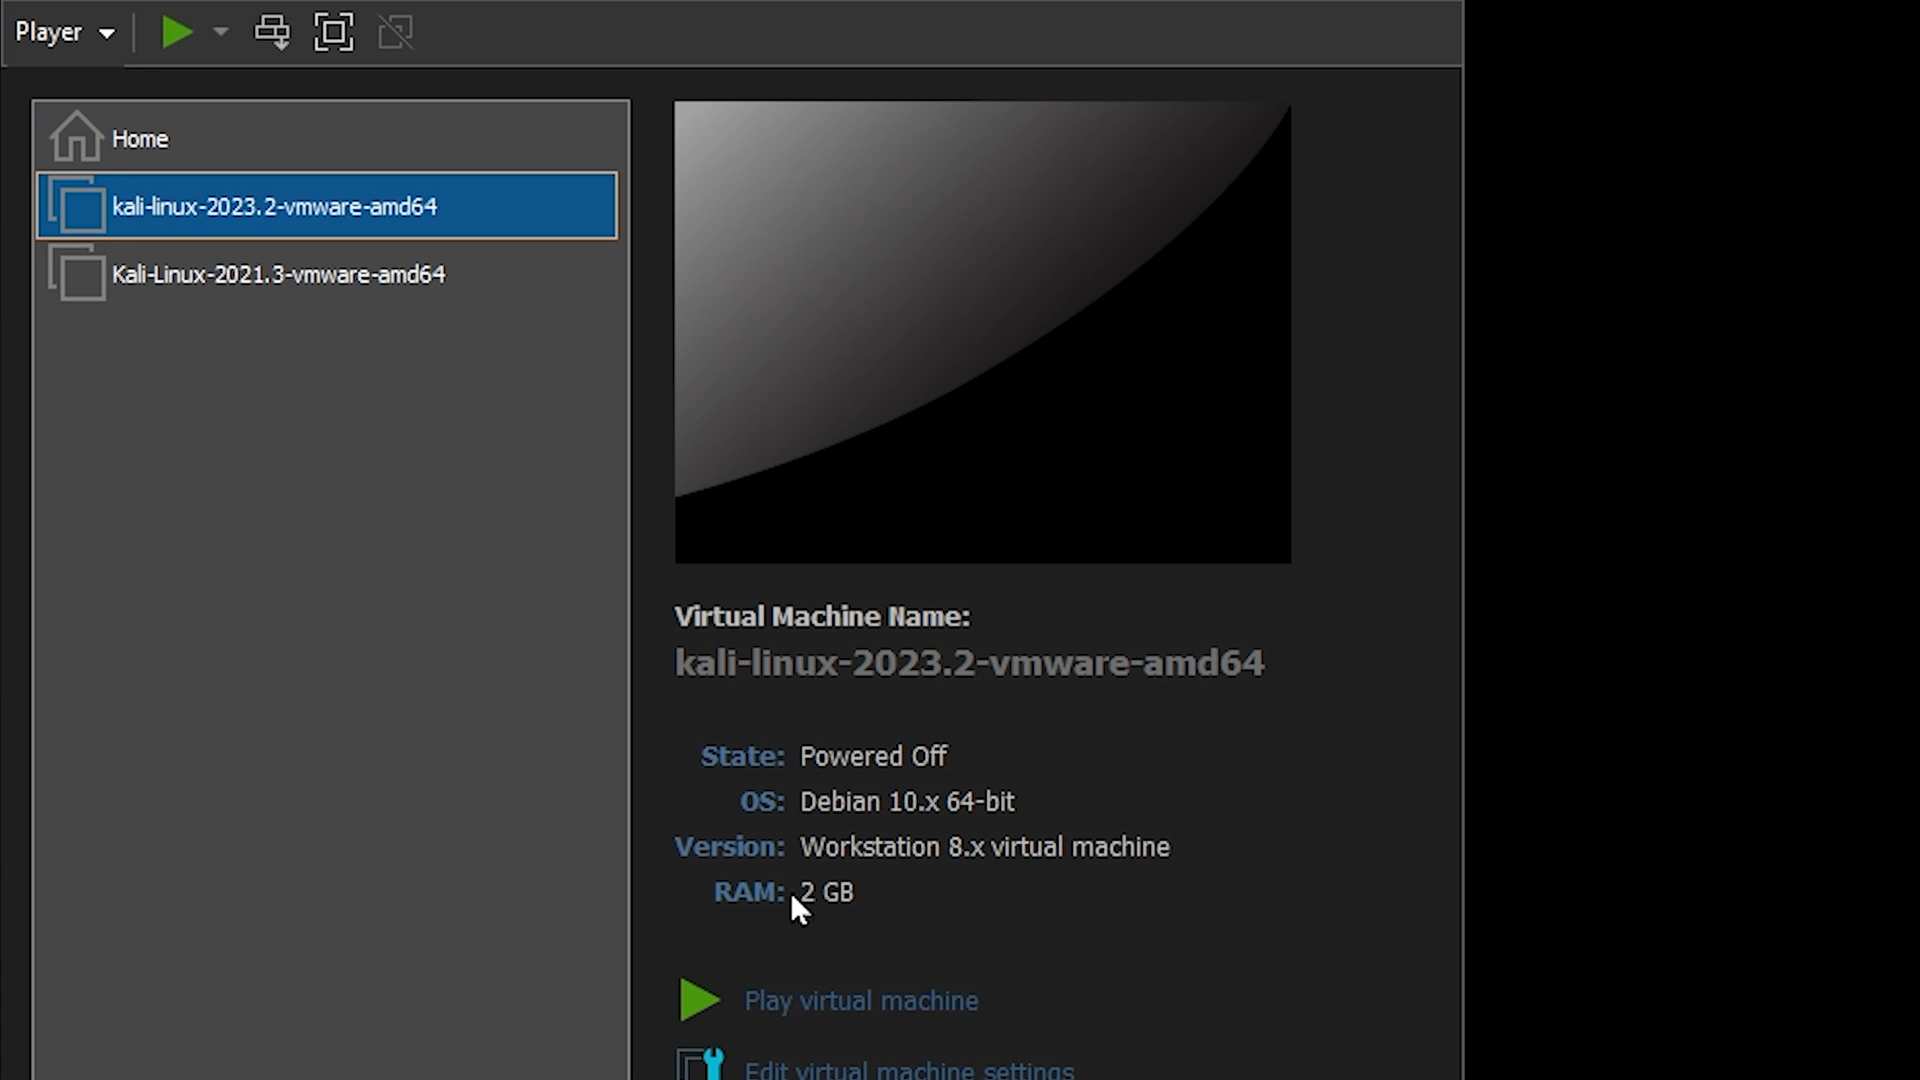 Player
Home
kali-linux-2023.2-vmware-amd64
Kali-Linux-2021.3-vmware-amd64
Virtual Machine Name:
kali-linux-2023.2-vmware-amd64
State: Powered Off
OS: Debian 10.x 64-bit
Version: Workstation 8.x virtual machine
RAM: 2 GB
Play virtual machine
Edit virtual machine settings